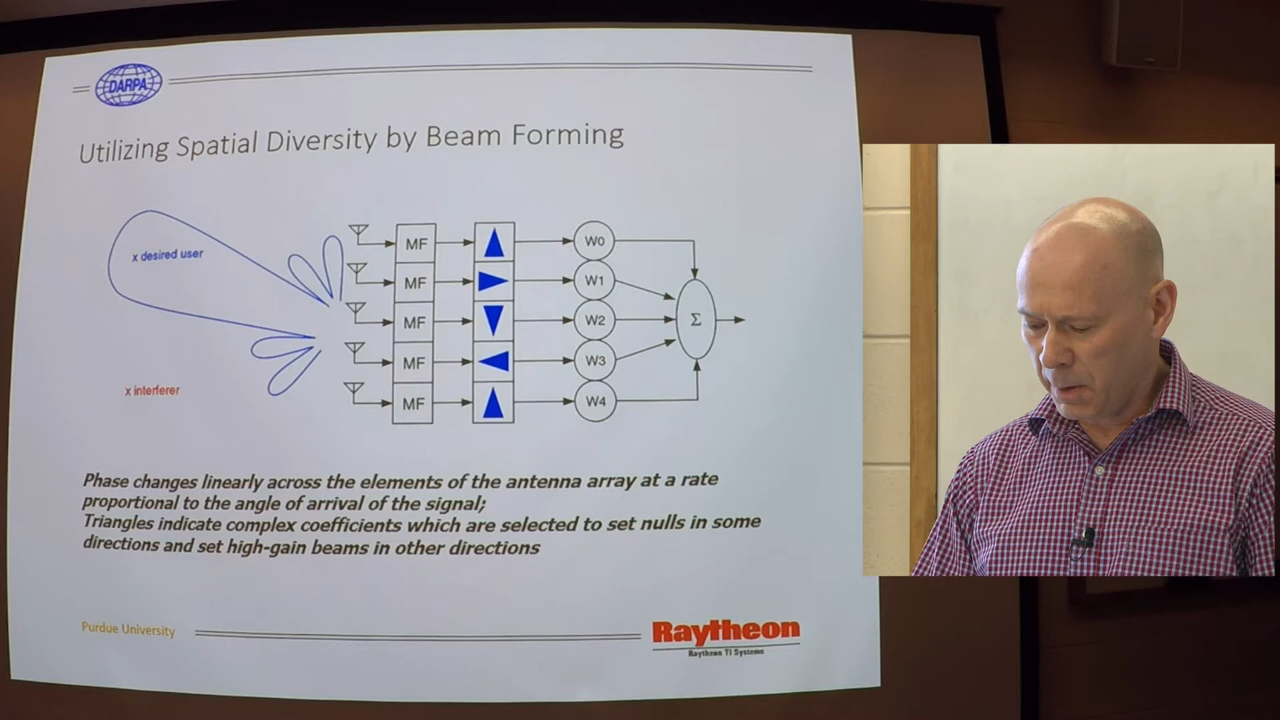 DARPA
Utilizing Spatial Diversity by Beam Forming
x desired user
x interferer
MF
MF
MF
MF
MF
W0
W1
W2
W3
W4
Σ
Phase changes linearly across the elements of the antenna array at a rate
proportional to the angle of arrival of the signal;
Triangles indicate complex coefficients which are selected to set nulls in some
directions and set high-gain beams in other directions
Purdue University
Raytheon
Raytheon TI Systems